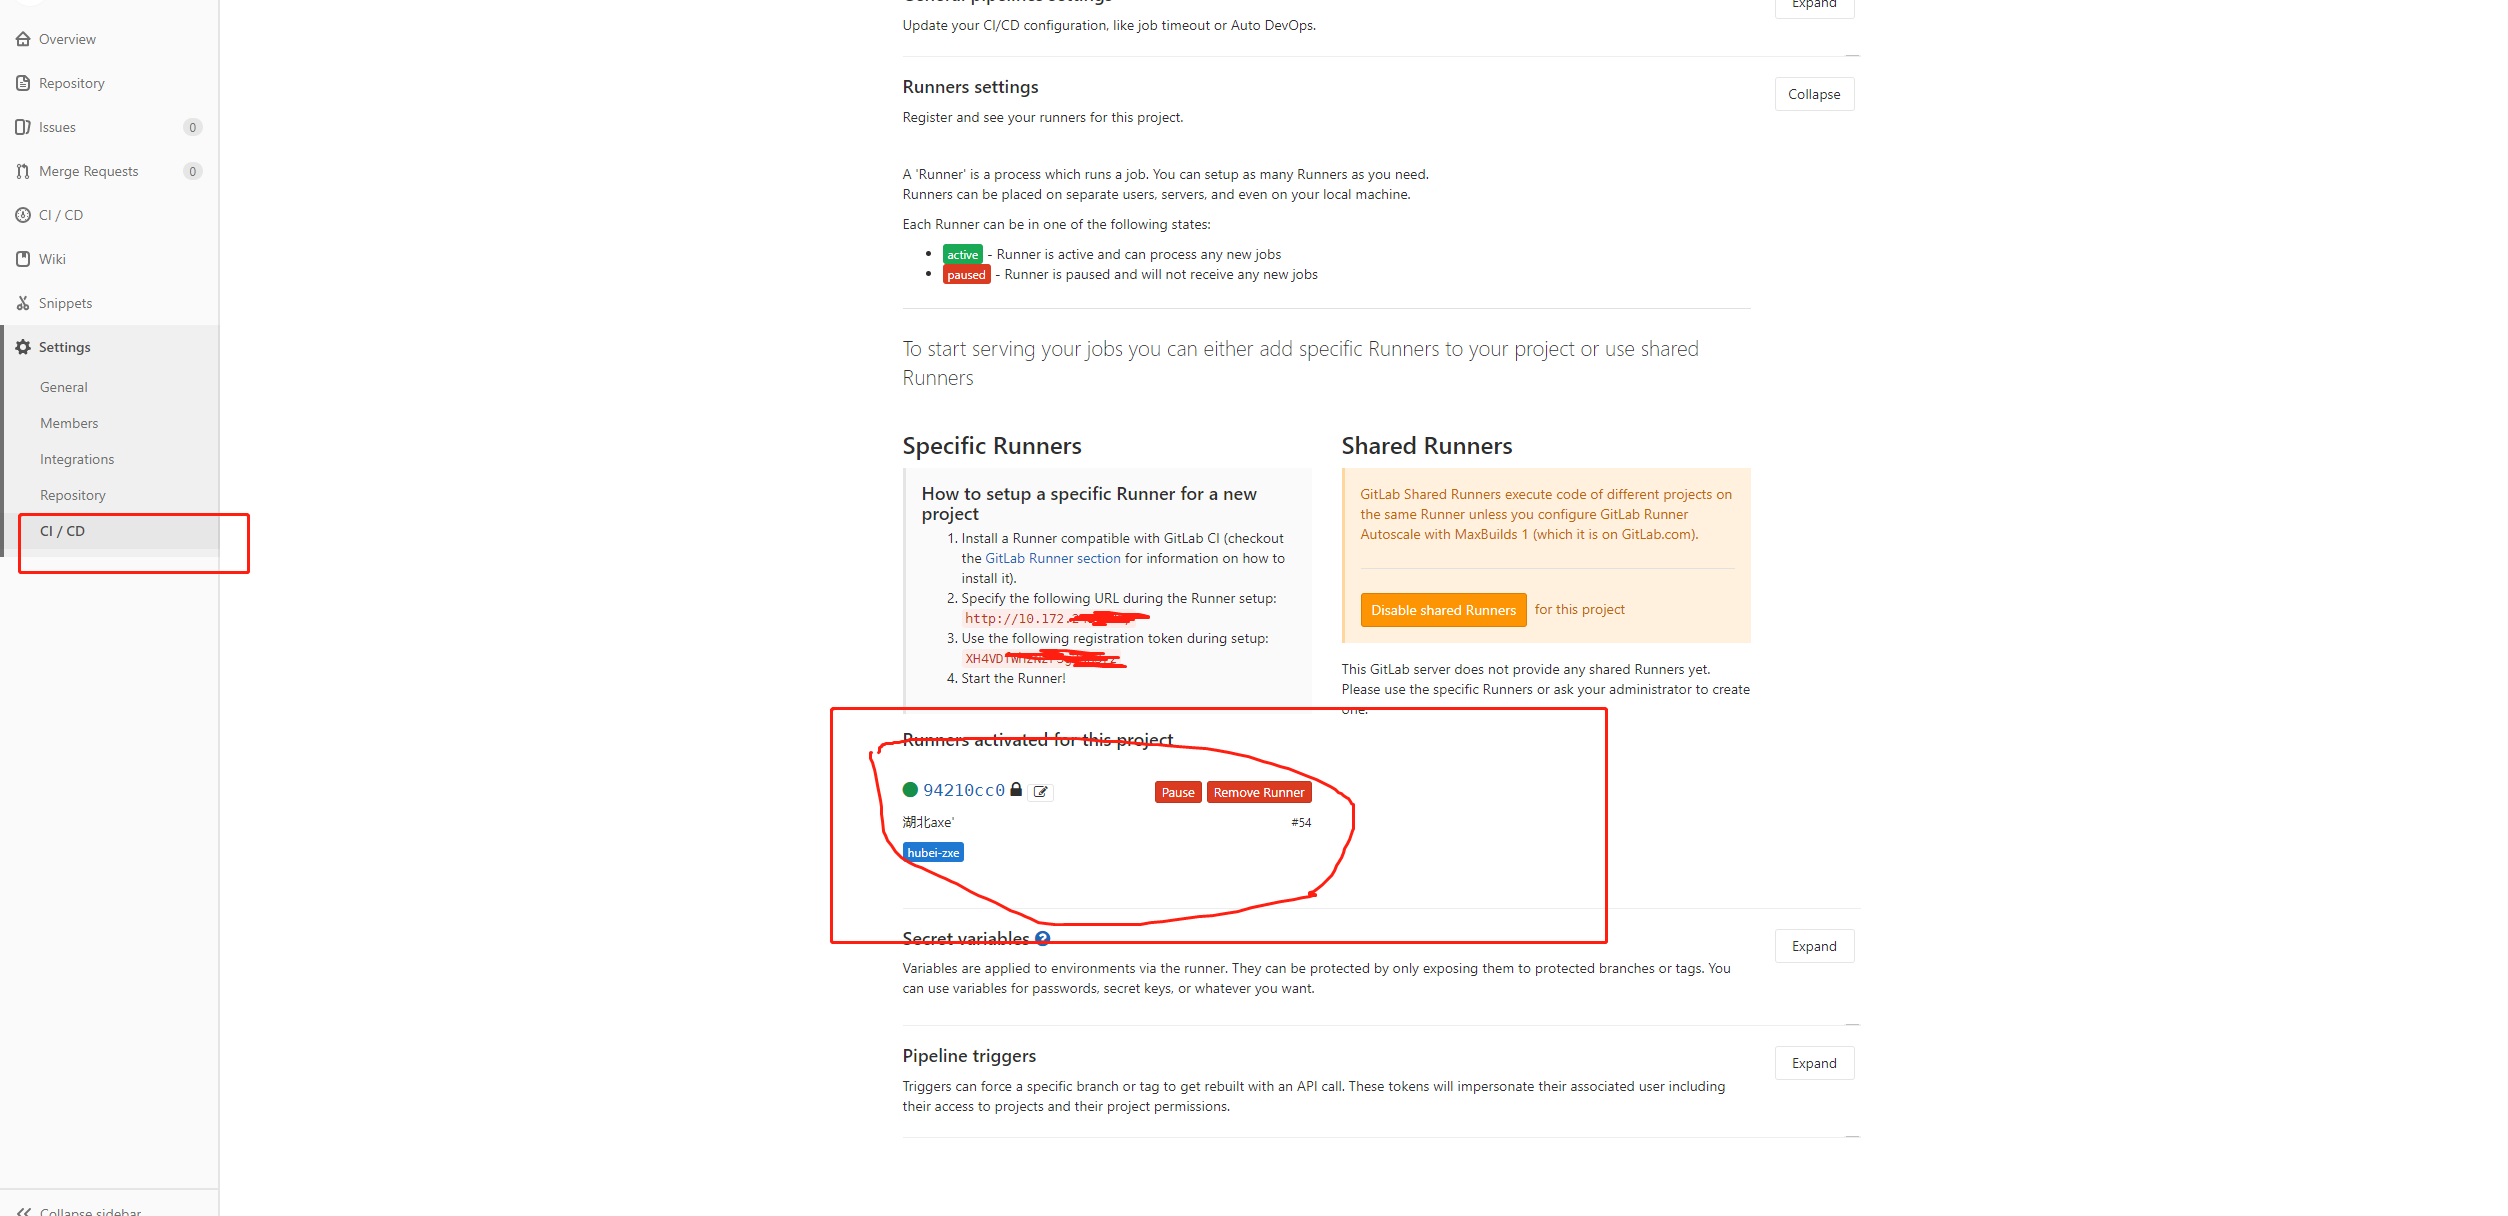 Overview
Repository
Issues 0
Merge Requests 0
CI / CD
Wiki
Snippets
Settings
General
Members
Integrations
Repository
CI / CD
Collapse sidebar
General pipelines settings
Expand
Update your CI/CD configuration, like job timeout or Auto DevOps.
Runners settings
Collapse
Register and see your runners for this project.
A 'Runner' is a process which runs a job. You can setup as many Runners as you need.
Runners can be placed on separate users, servers, and even on your local machine.
Each Runner can be in one of the following states:
active - Runner is active and can process any new jobs
paused - Runner is paused and will not receive any new jobs
To start serving your jobs you can either add specific Runners to your project or use shared
Runners
Specific Runners
How to setup a specific Runner for a new
project
1. Install a Runner compatible with GitLab CI (checkout
the GitLab Runner section for information on how to
install it).
2. Specify the following URL during the Runner setup:
http://10.172.
3. Use the following registration token during setup:
XH4VD
4. Start the Runner!
Shared Runners
GitLab Shared Runners execute code of different projects on
the same Runner unless you configure GitLab Runner
Autoscale with MaxBuilds 1 (which it is on GitLab.com).
Disable shared Runners for this project
This GitLab server does not provide any shared Runners yet.
Please use the specific Runners or ask your administrator to create
one.
Runners activated for this project
94210cc0 Pause Remove Runner
湖北axe' #54
hubei-zxe
Secret variables
Expand
Variables are applied to environments via the runner. They can be protected by only exposing them to protected branches or tags. You
can use variables for passwords, secret keys, or whatever you want.
Pipeline triggers
Expand
Triggers can force a specific branch or tag to get rebuilt with an API call. These tokens will impersonate their associated user including
their access to projects and their project permissions.